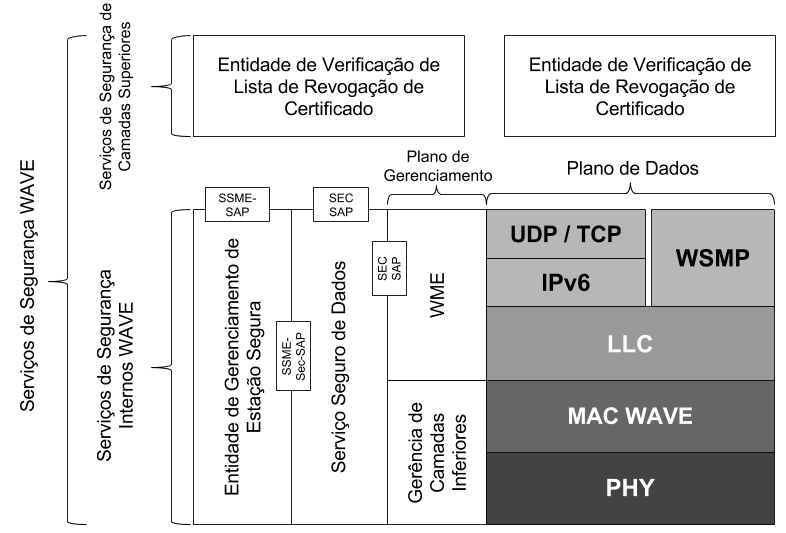 Serviços de Segurança WAVE
Serviços de Segurança de
Camadas Superiores
Entidade de Verificação de
Lista de Revogação de
Certificado
Entidade de Verificação de
Lista de Revogação de
Certificado
Plano de
Gerenciamento
Plano de Dados
Serviços de Segurança
Internos WAVE
SSME-
SAP
SEC
SAP
Entidade de Gerenciamento de
Estação Segura
SSME-
Sec-SAP
Serviço Seguro de Dados
SEC
SAP
WME
Gerência de
Camadas
Inferiores
UDP / TCP
IPv6
WSMP
LLC
MAC WAVE
PHY